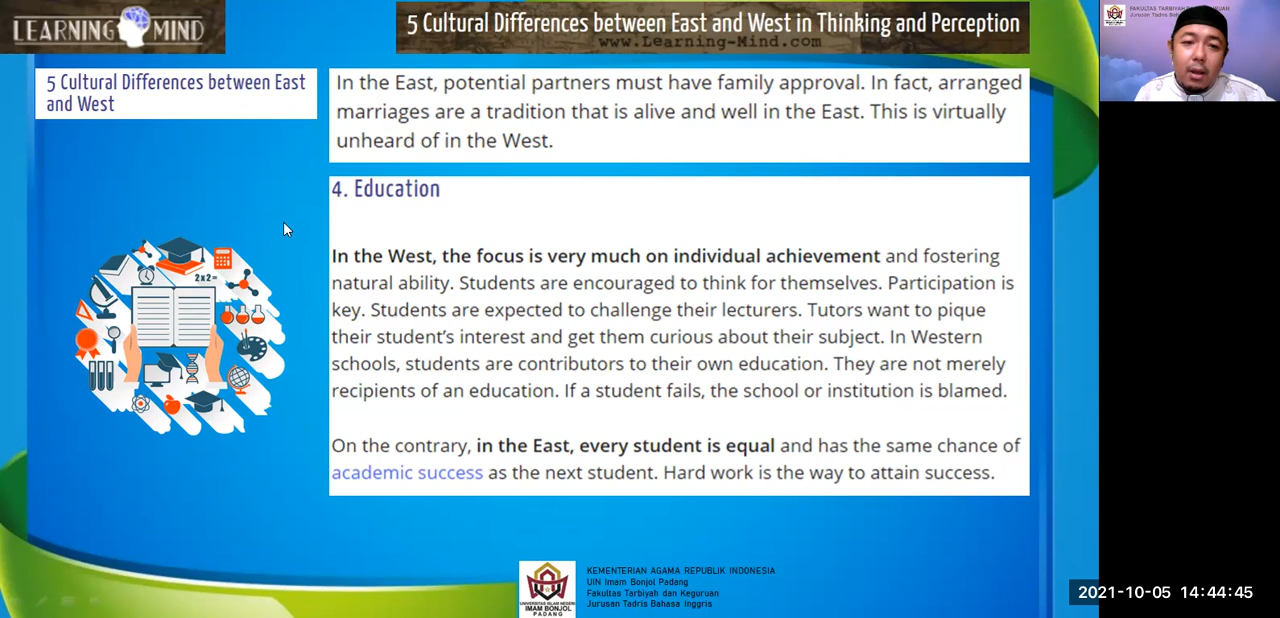 LEARNING MIND
5 Cultural Differences between East and West in Thinking and Perception
www.Learning-Mind.com
5 Cultural Differences between East
and West
In the East, potential partners must have family approval. In fact, arranged
marriages are a tradition that is alive and well in the East. This is virtually
unheard of in the West.
4. Education
In the West, the focus is very much on individual achievement and fostering
natural ability. Students are encouraged to think for themselves. Participation is
key. Students are expected to challenge their lecturers. Tutors want to pique
their student's interest and get them curious about their subject. In Western
schools, students are contributors to their own education. They are not merely
recipients of an education. If a student fails, the school or institution is blamed.
On the contrary, in the East, every student is equal and has the same chance of
academic success as the next student. Hard work is the way to attain success.
2x2=
UNIVERSITAS ISLAM NEGERI
IMAM BONJOL
PADANG
KEMENTERIAN AGAMA REPUBLIK INDONESIA
UIN Imam Bonjol Padang
Fakultas Tarbiyah dan Keguruan
Jurusan Tadris Bahasa Inggris
FAKULTAS TARBIYAH
Jurusan Tadris Bahasa
2021-10-05 14:44:45